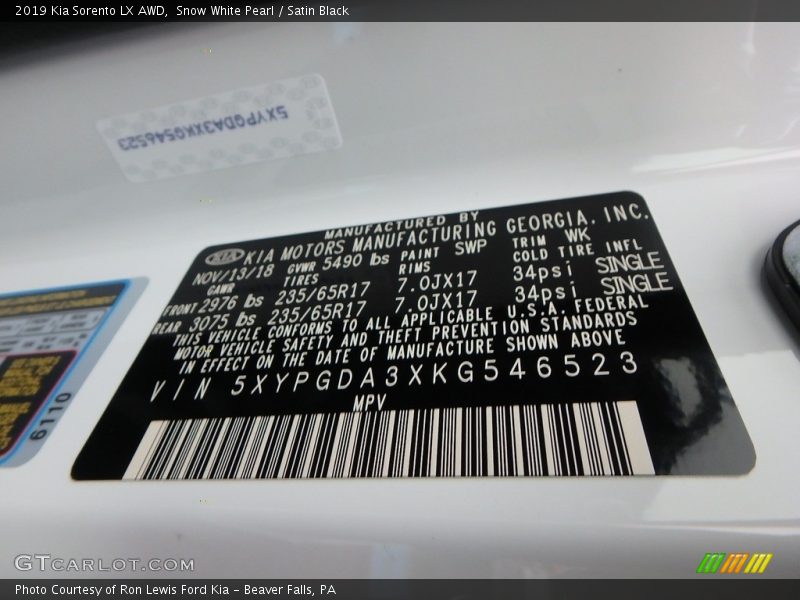 2019 Kia Sorento LX AWD, Snow White Pearl / Satin Black
5XYPGDA3XKG546523
MANUFACTURED BY
KIA KIA MOTORS MANUFACTURING GEORGIA, INC.
NOV/13/18 GVWR 5490 lbs PAINT SWP TRIM WK
GAWR TIRES RIMS COLD TIRE INFL
FRONT 2976 lbs 235/65R17 7.0JX17 34psi SINGLE
REAR 3075 lbs 235/65R17 7.0JX17 34psi SINGLE
THIS VEHICLE CONFORMS TO ALL APPLICABLE U.S.A. FEDERAL
MOTOR VEHICLE SAFETY AND THEFT PREVENTION STANDARDS
IN EFFECT ON THE DATE OF MANUFACTURE SHOWN ABOVE
VIN 5XYPGDA3XKG546523
MPV
6110
GTCARLOT.COM
Photo Courtesy of Ron Lewis Ford Kia – Beaver Falls, PA